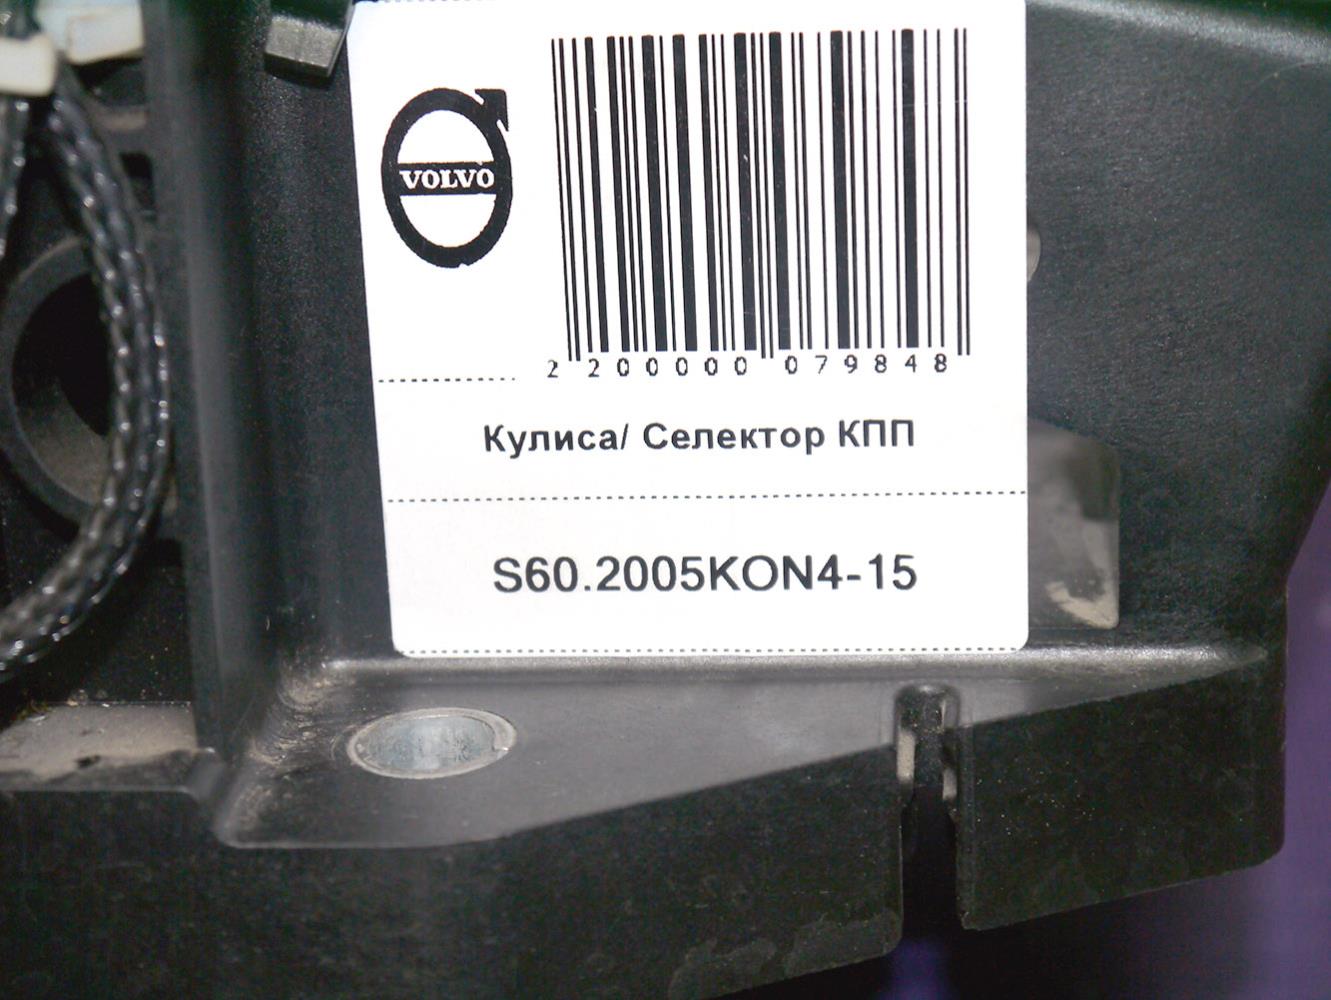 VOLVO
2 200000 079848
Кулиса/ Селектор КПП
S60.2005KON4-15